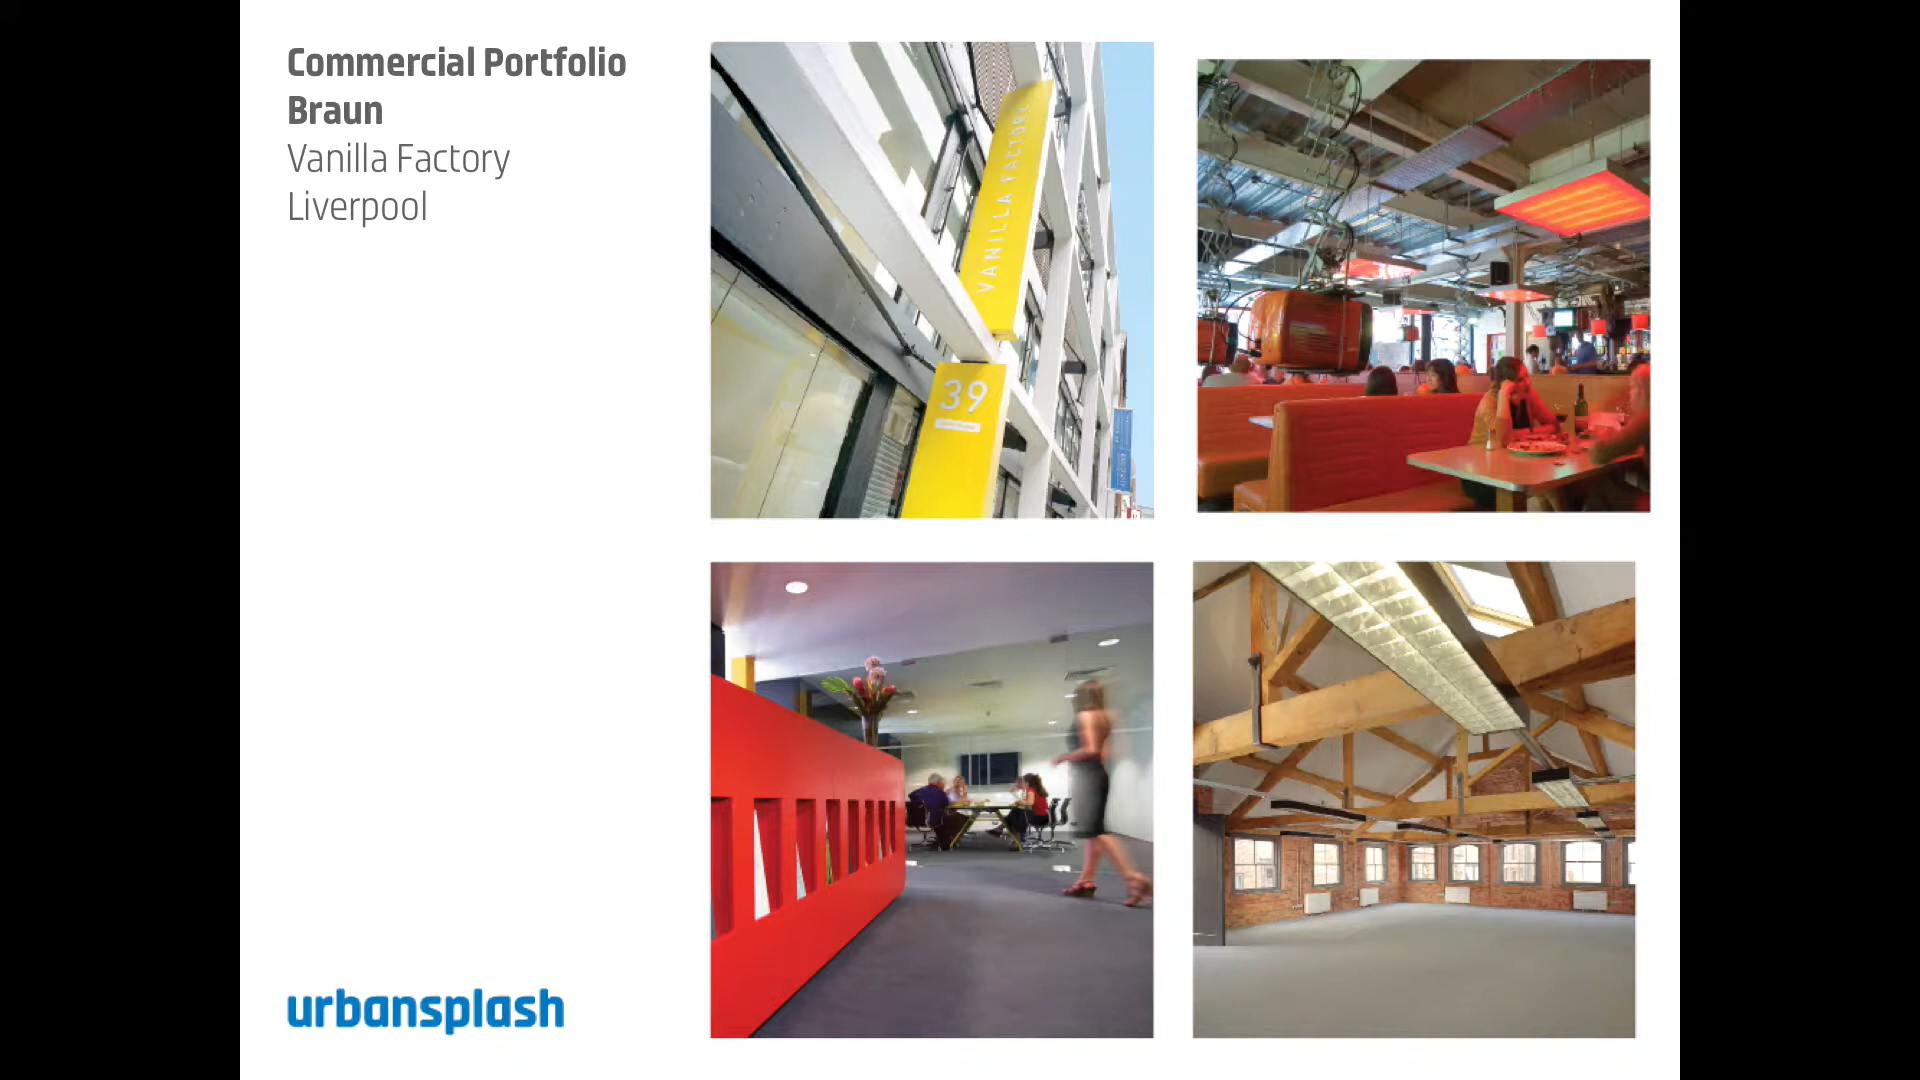 Commercial Portfolio
Braun
Vanilla Factory
Liverpool
VANILLA FACTORY
39
urbansplash